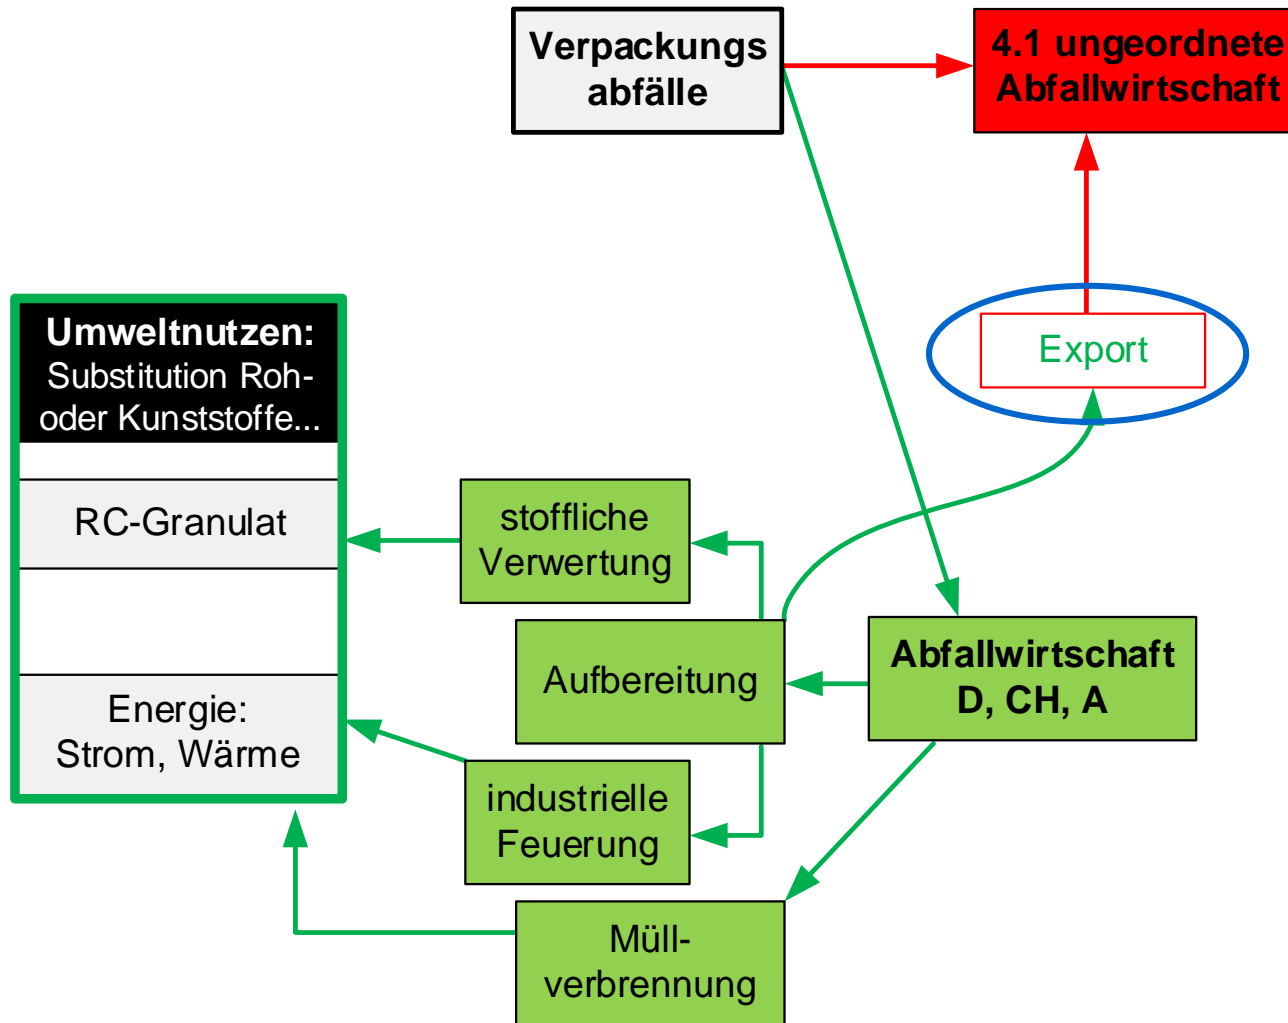 Verpackungs
abfälle
4.1 ungeordnete
Abfallwirtschaft
Export
Umweltnutzen:
Substitution Roh-
oder Kunststoffe...
RC-Granulat
Energie:
Strom, Wärme
stoffliche
Verwertung
Aufbereitung
Abfallwirtschaft
D, CH, A
industrielle
Feuerung
Müll-
verbrennung